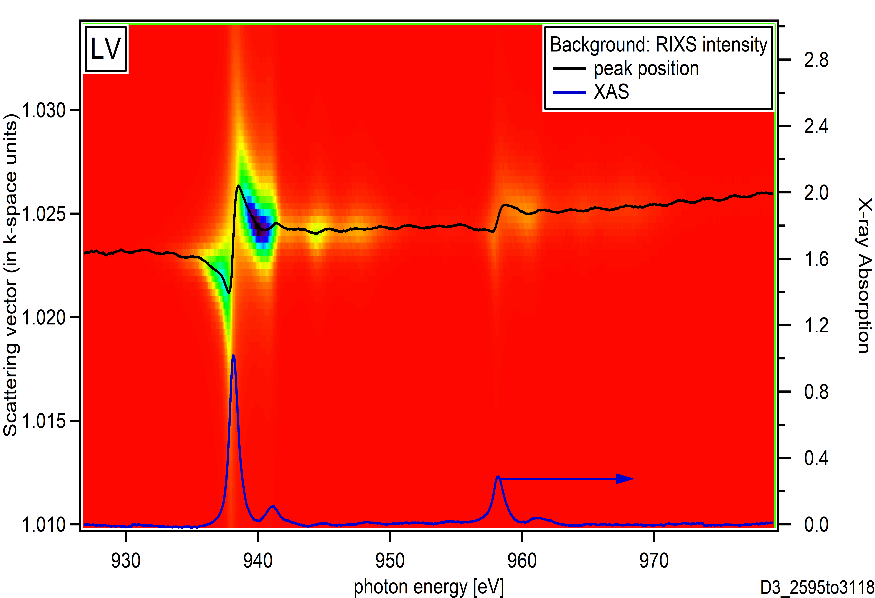 LV
Background: RIXS intensity
peak position
XAS
Scattering vector (in k-space units)
1.030
1.025
1.020
1.015
1.010
2.8
2.4
2.0
1.6
1.2
0.8
0.4
0.0
X-ray Absorption
930
940
950
960
970
photon energy [eV]
D3_2595to3118